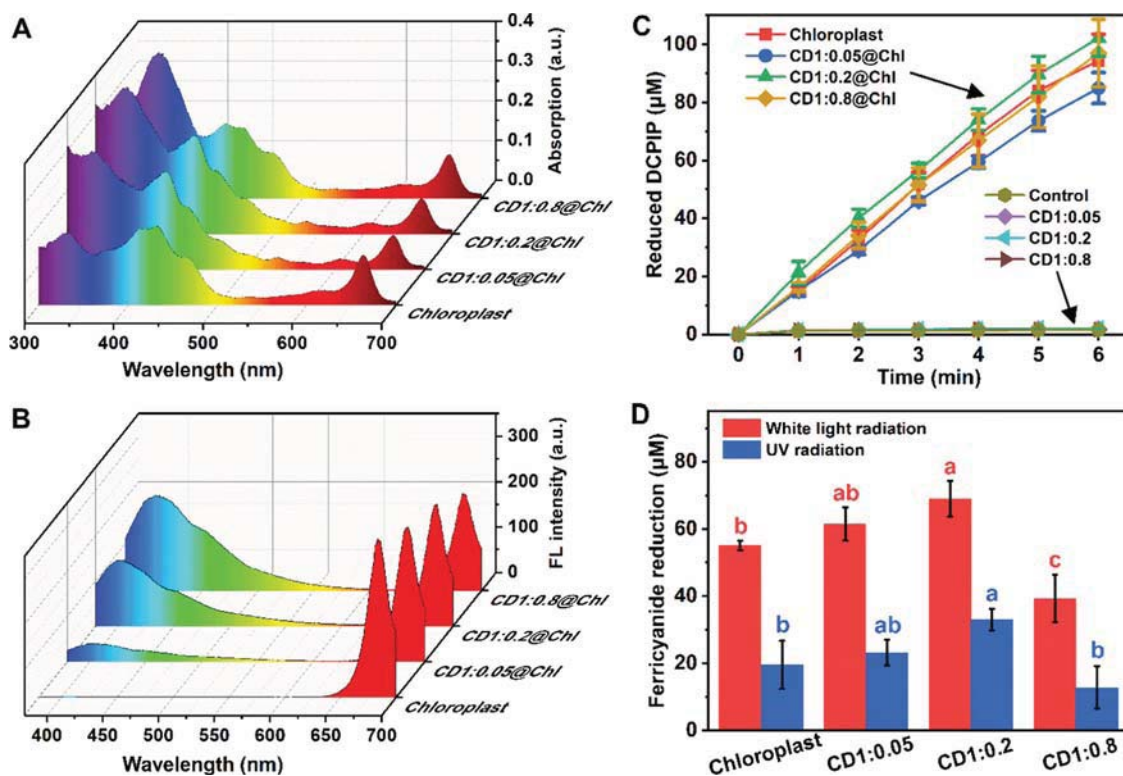 A
0.4
0.3
0.2
0.1
0.0
Absorption (a.u.)
CD1:0.8@Chl
CD1:0.2@Chl
CD1:0.05@Chl
Chloroplast
300 400 500 600 700
Wavelength (nm)
B
300
200
100
0
FL intensity (a.u.)
CD1:0.8@Chl
CD1:0.2@Chl
CD1:0.05@Chl
Chloroplast
400 450 500 550 600 650 700
Wavelength (nm)
C
Reduced DCPIP (μM)
100
80
60
40
20
0
Chloroplast
CD1:0.05@Chl
CD1:0.2@Chl
CD1:0.8@Chl
Control
CD1:0.05
CD1:0.2
CD1:0.8
0 1 2 3 4 5 6
Time (min)
D
Ferricyanide reduction (μM)
80
60
40
20
0
White light radiation
UV radiation
b
b
ab
ab
a
a
c
b
Chloroplast CD1:0.05 CD1:0.2 CD1:0.8